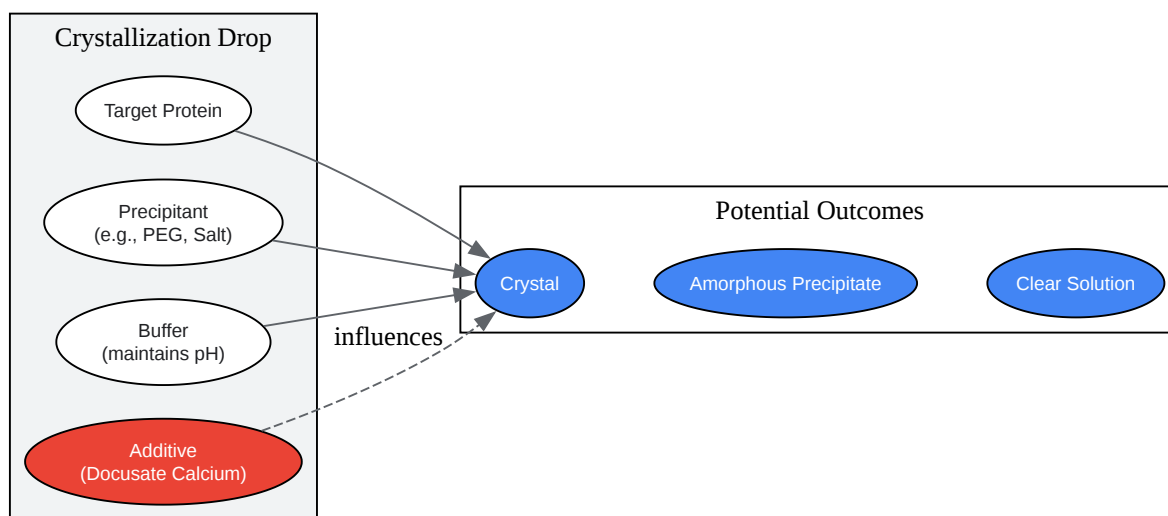 Crystallization Drop
Target Protein
Precipitant
(e.g., PEG, Salt)
Buffer
(maintains pH)
Additive
(Docusate Calcium)
influences
Potential Outcomes
Crystal
Amorphous Precipitate
Clear Solution